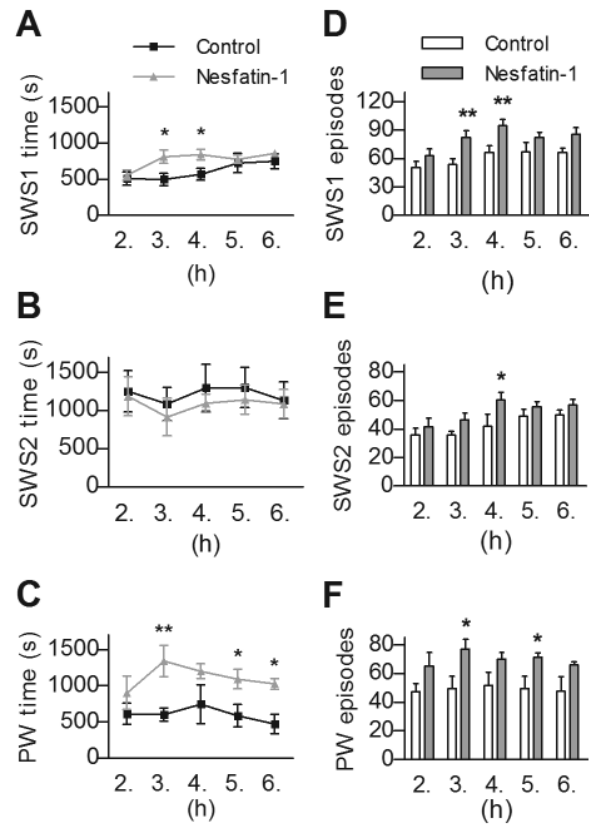 A
Control
Nesfatin-1
SWS1 time (s)
1500
1000
500
0
* *
2. 3. 4. 5. 6.
(h)
D
Control
Nesfatin-1
SWS1 episodes
120
90
60
30
0
** **
2. 3. 4. 5. 6.
(h)
B
SWS2 time (s)
1500
1000
500
0
2. 3. 4. 5. 6.
(h)
E
SWS2 episodes
80
60
40
20
0
*
2. 3. 4. 5. 6.
(h)
C
PW time (s)
1500
1000
500
0
** * *
2. 3. 4. 5. 6.
(h)
F
PW episodes
80
60
40
20
0
* *
2. 3. 4. 5. 6.
(h)